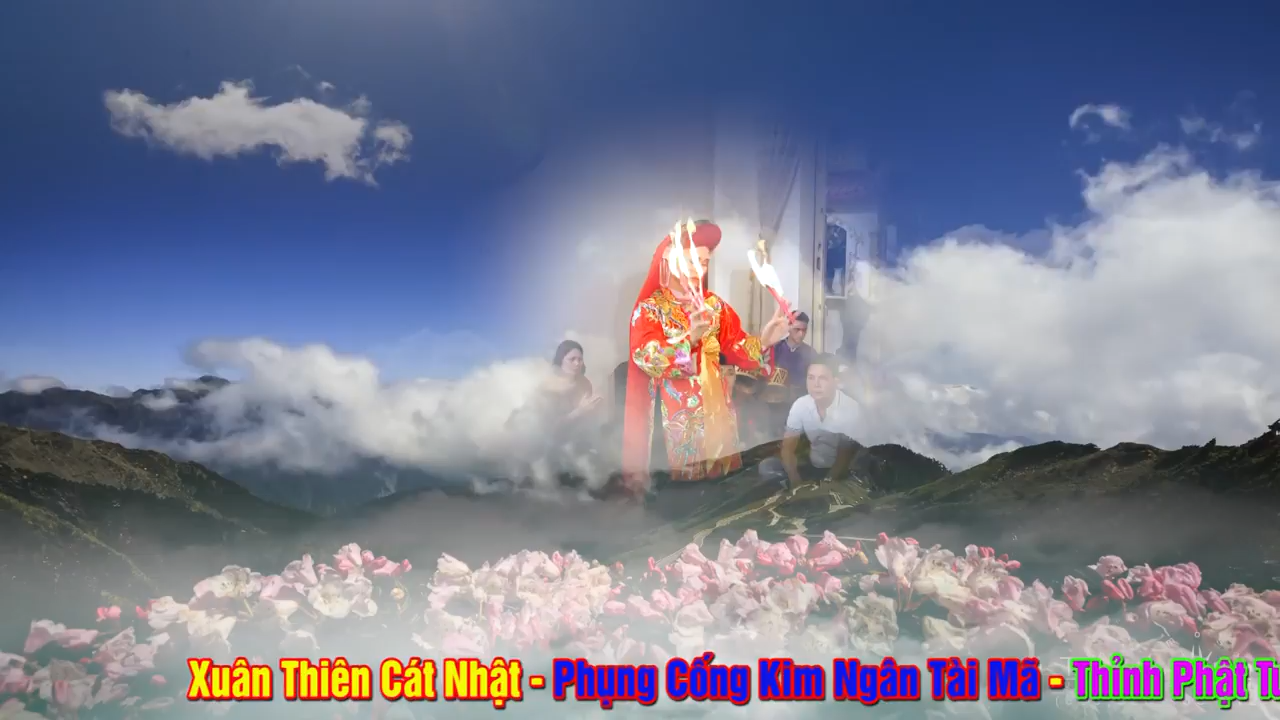 Xuân Thiên Cát Nhật - Phụng Cống Kim Ngân Tài Mã - Thỉnh Phật